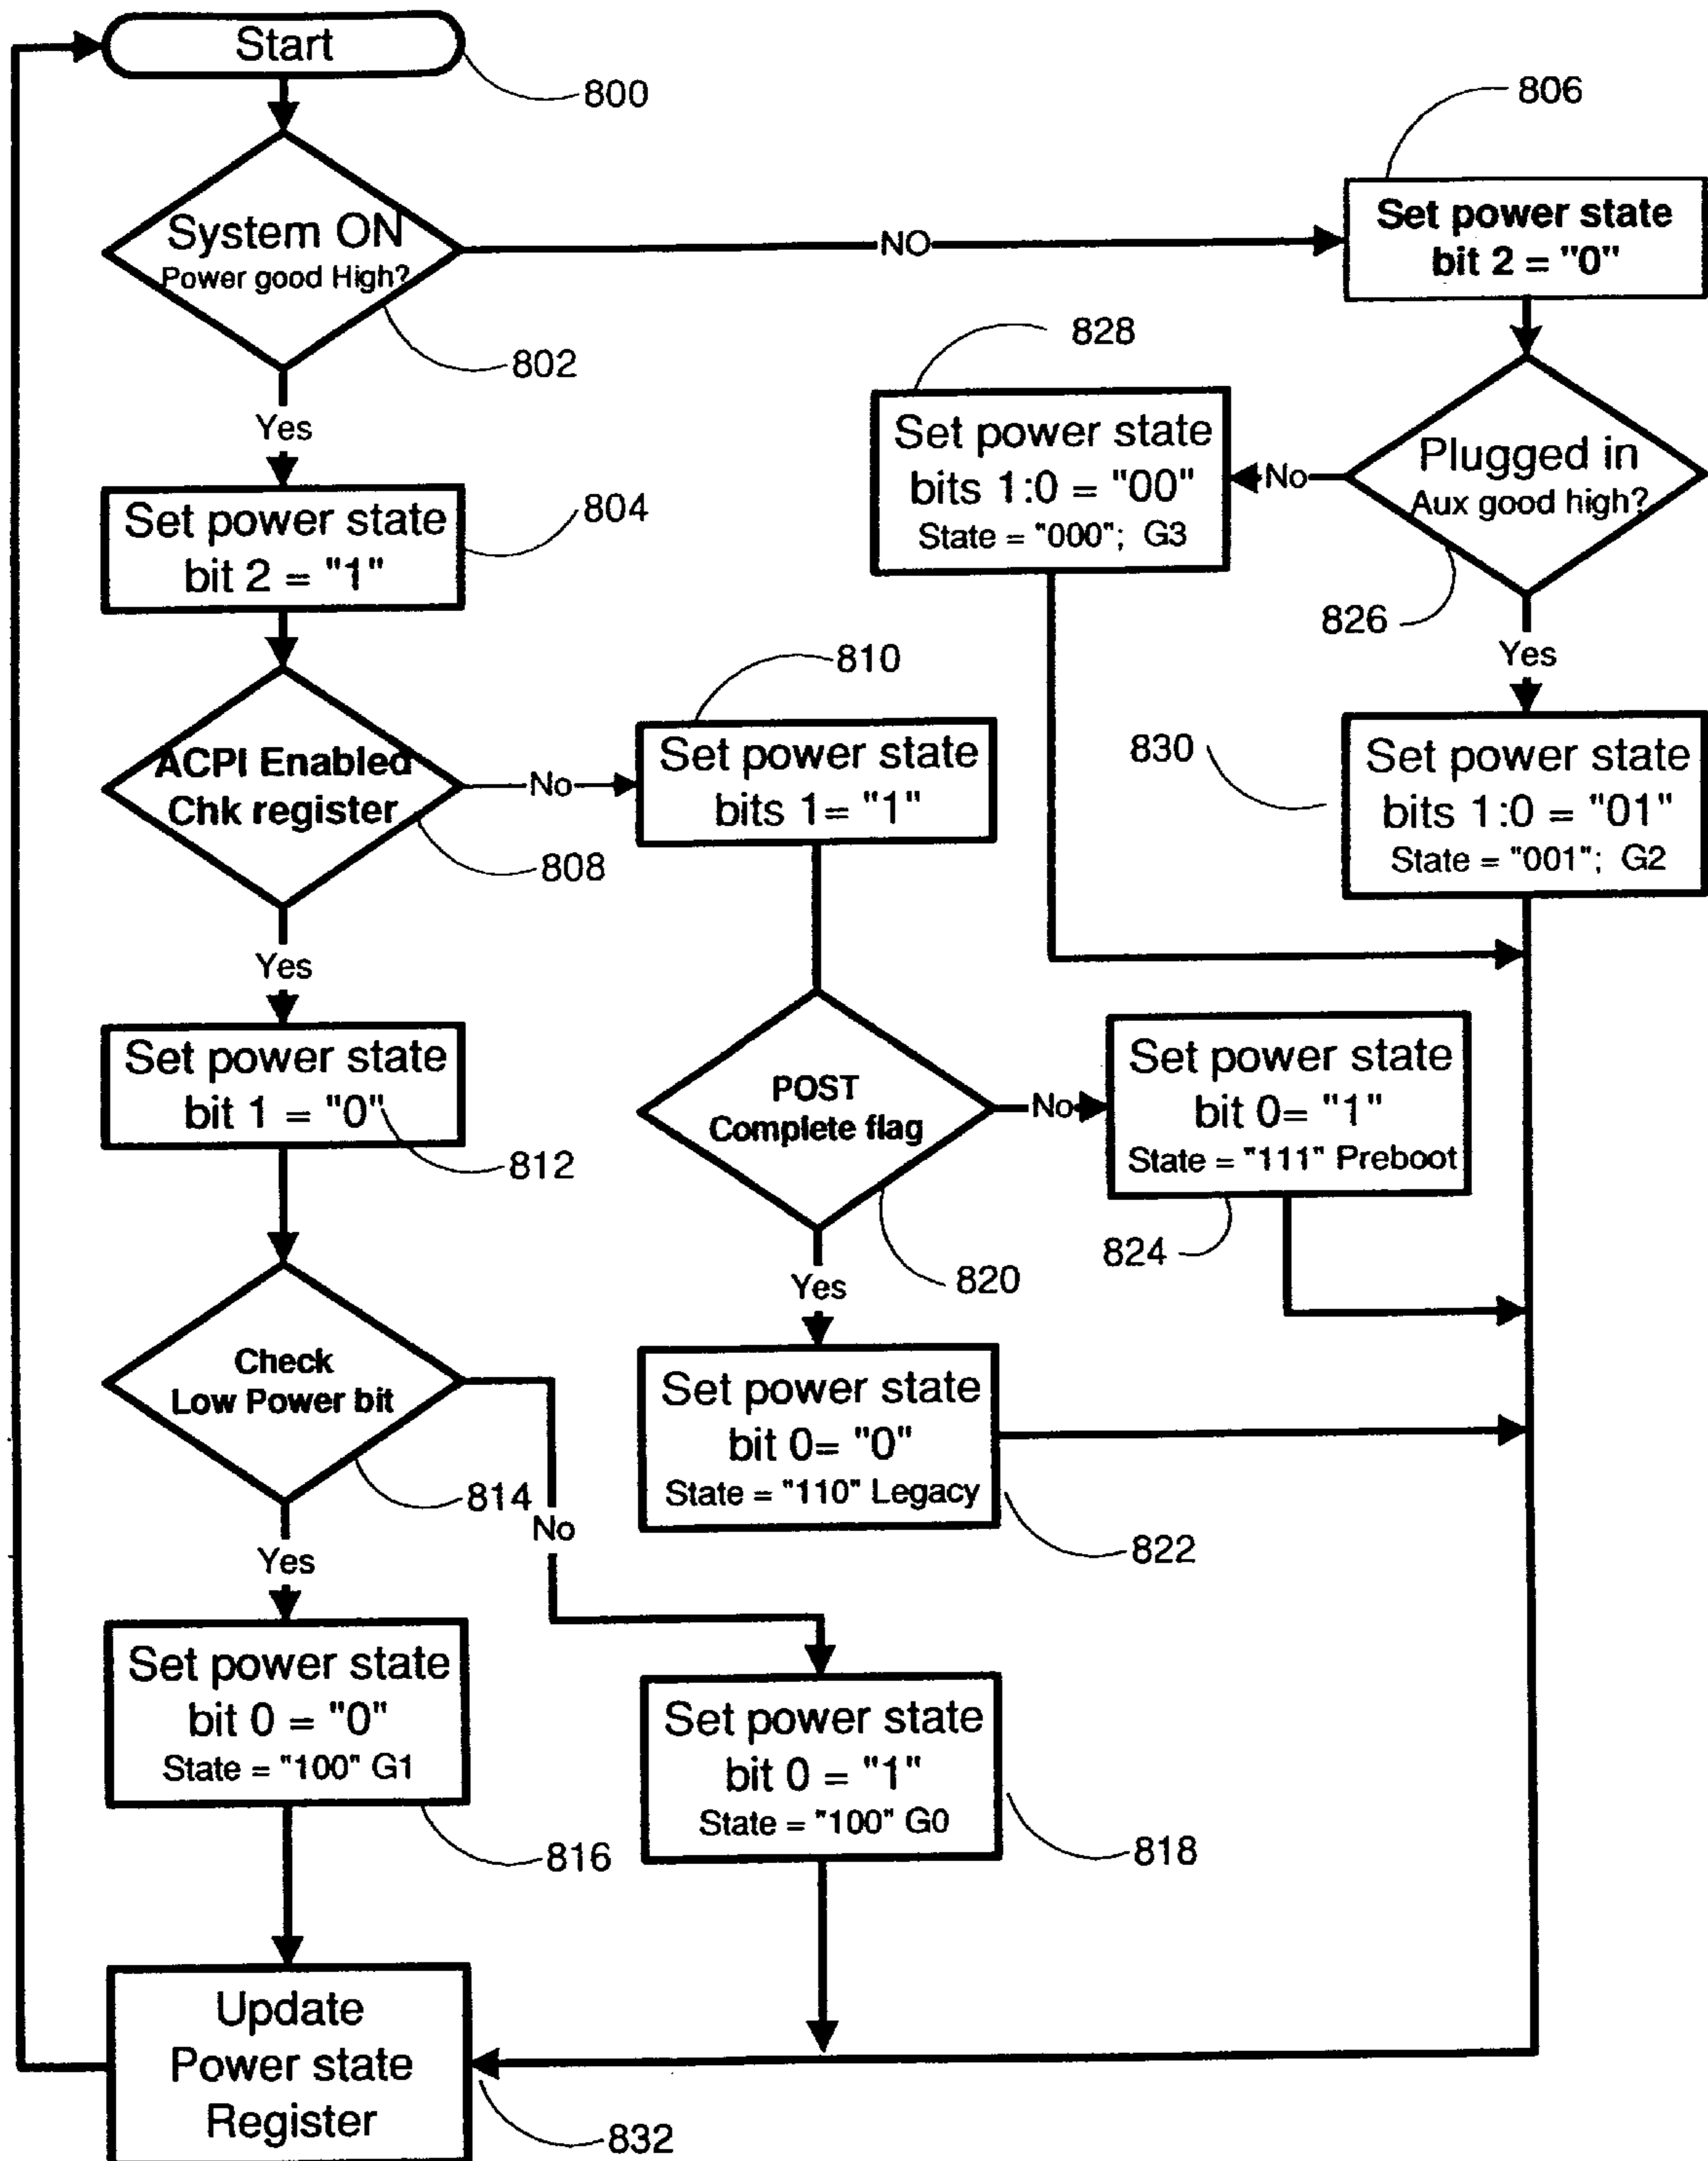 Start
800
System ON
Power good High?
802
NO
806
Set power state
bit 2 = "0"
Yes
Set power state
bit 2 = "1"
804
828
Set power state
bits 1:0 = "00"
State = "000"; G3
No
Plugged in
Aux good high?
826
Yes
830
Set power state
bits 1:0 = "01"
State = "001"; G2
ACPI Enabled
Chk register
808
No
810
Set power state
bits 1= "1"
Yes
Set power state
bit 1 = "0"
812
POST
Complete flag
820
No
Set power state
bit 0= "1"
State = "111" Preboot
824
Yes
Set power state
bit 0= "0"
State = "110" Legacy
822
Check
Low Power bit
814
No
Yes
Set power state
bit 0 = "0"
State = "100" G1
816
Set power state
bit 0 = "1"
State = "100" G0
818
Update
Power state
Register
832